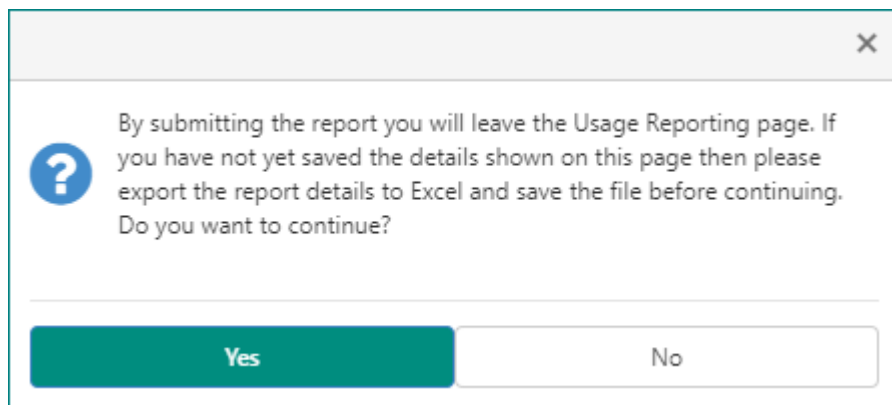 By submitting the report you will leave the Usage Reporting page. If
you have not yet saved the details shown on this page then please
export the report details to Excel and save the file before continuing.
Do you want to continue?
Yes
No